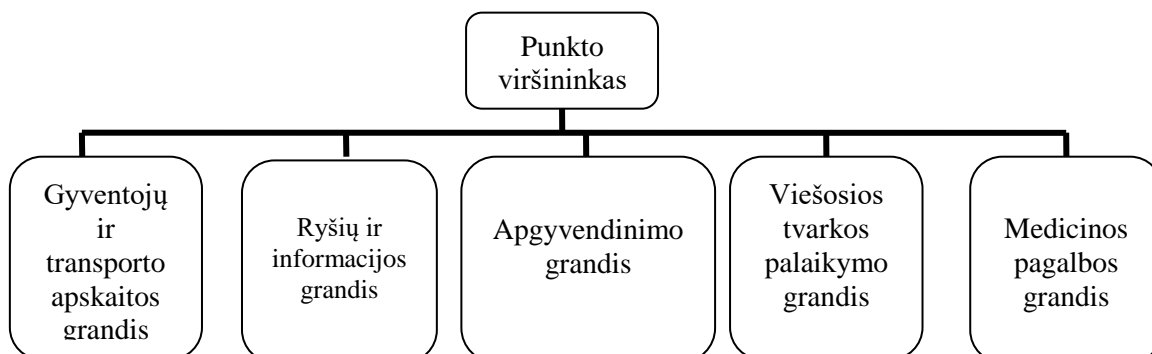 Punkto
viršininkas
Gyventojų
ir
transporto
apskaitos
grandis
Ryšių ir
informacijos
grandis
Apgyvendinimo
grandis
Viešosios
tvarkos
palaikymo
grandis
Medicinos
pagalbos
grandis